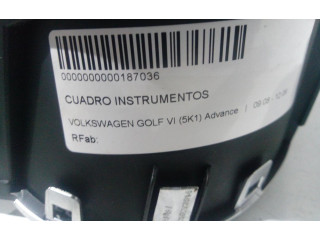 0000000000187036
CUADRO INSTRUMENTOS
VOLKSWAGEN GOLF VI (5K1) Advance |
RFab: